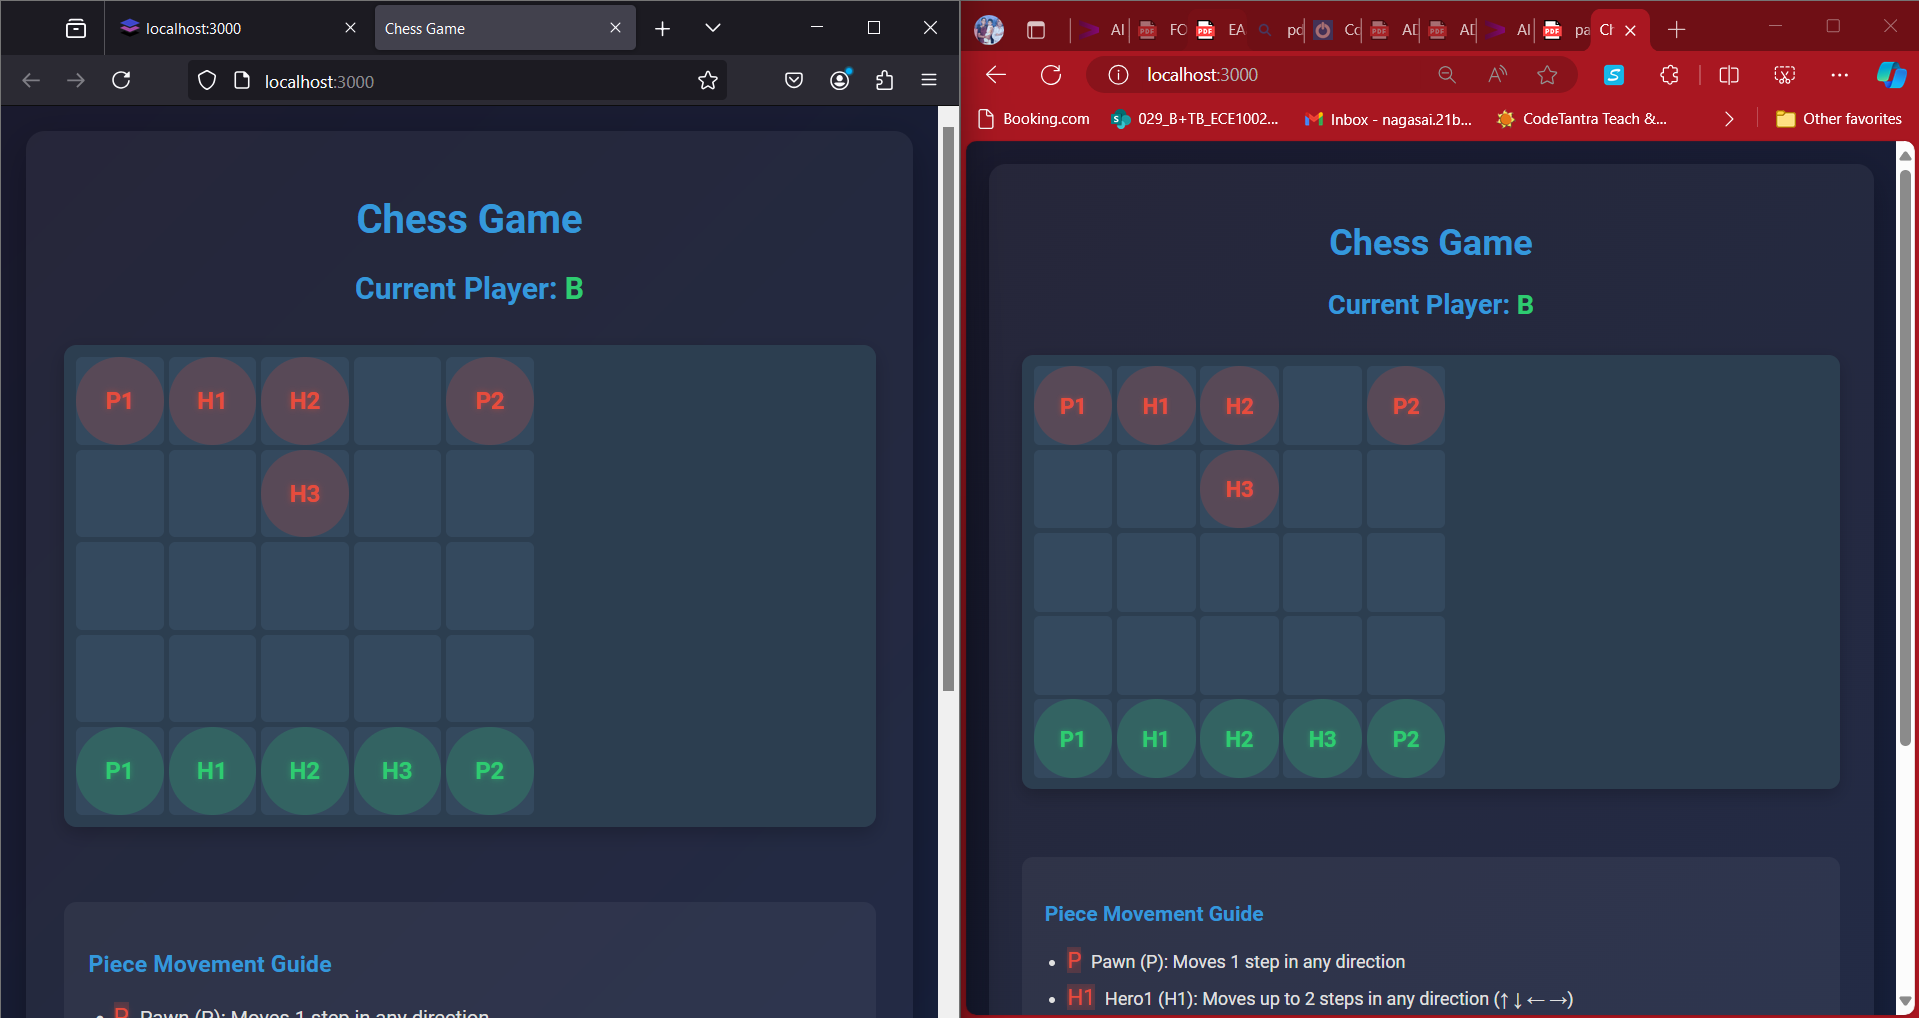 localhost:3000
Chess Game
localhost:3000
Chess Game
Current Player: B
P1 H1 H2 P2
H3
P1 H1 H2 H3 P2
Piece Movement Guide
P Pawn (P): Moves 1 step in any direction
AI FO EA pd Cc AI AI pa Ch
localhost:3000
Booking.com 029_B+TB_ECE1002... Inbox - nagasai.21b... CodeTantra Teach &... Other favorites
Chess Game
Current Player: B
P1 H1 H2 P2
H3
P1 H1 H2 H3 P2
Piece Movement Guide
P Pawn (P): Moves 1 step in any direction
H1 Hero1 (H1): Moves up to 2 steps in any direction (↑↓←→)